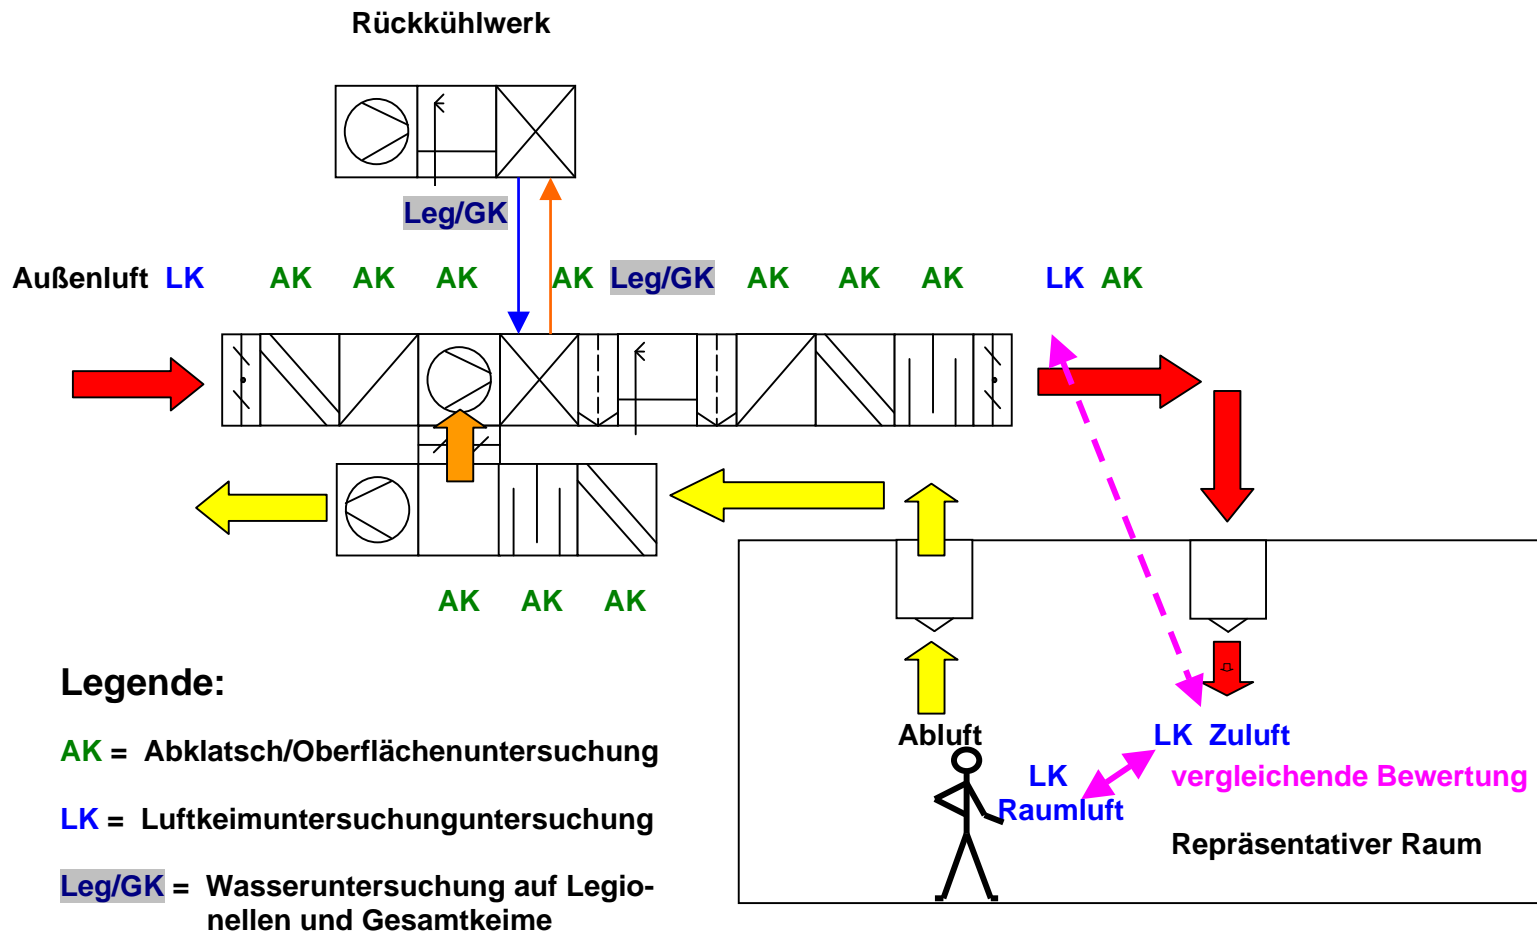 Rückkühlwerk
Leg/GK
Außenluft LK AK AK AK AK Leg/GK AK AK AK LK AK
AK AK AK
Legende:
AK = Abklatsch/Oberflächenuntersuchung
LK = Luftkeimuntersuchunguntersuchung
Leg/GK = Wasseruntersuchung auf Legio-
nellen und Gesamtkeime
Abluft
LK Zuluft
LK
Raumluft
vergleichende Bewertung
Repräsentativer Raum